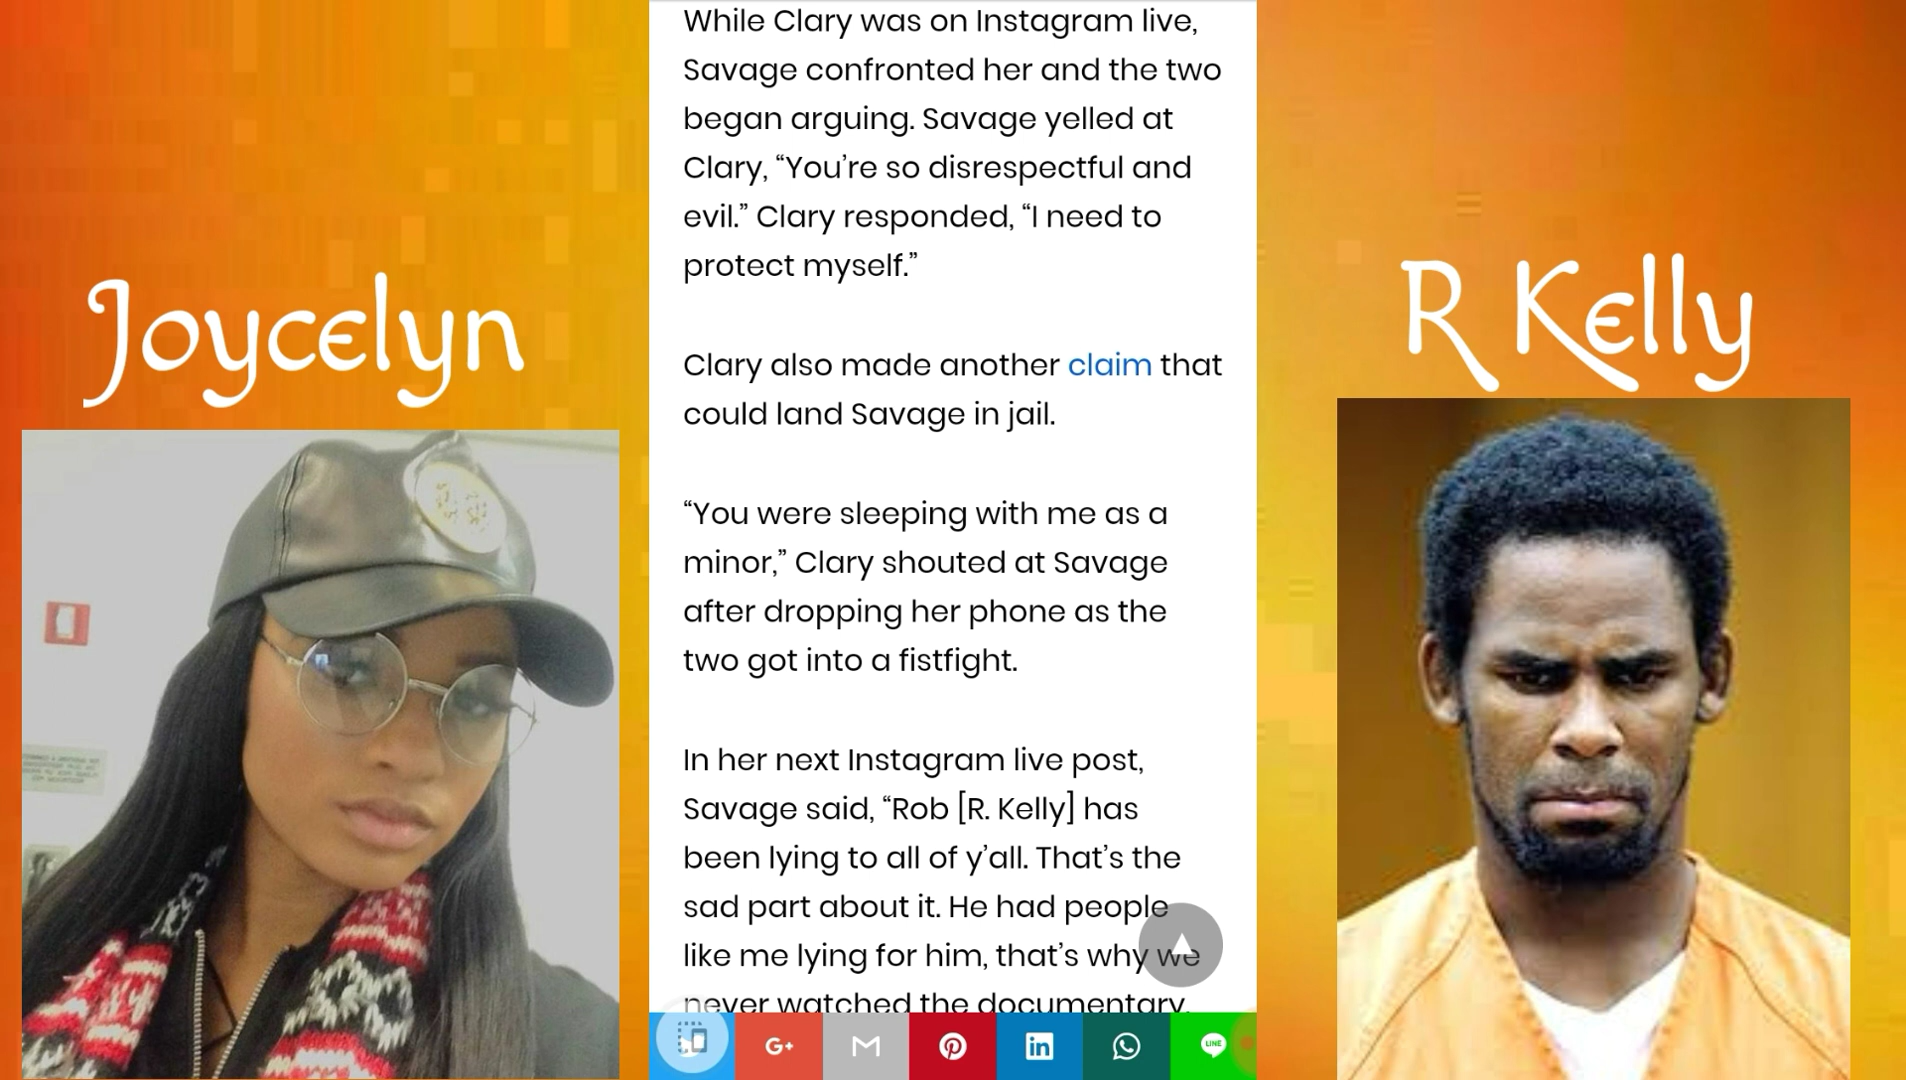 Joycelyn
While Clary was on Instagram live,
Savage confronted her and the two
began arguing. Savage yelled at
Clary, “You’re so disrespectful and
evil.” Clary responded, “I need to
protect myself.”
Clary also made another claim that
could land Savage in jail.
“You were sleeping with me as a
minor,” Clary shouted at Savage
after dropping her phone as the
two got into a fistfight.
In her next Instagram live post,
Savage said, “Rob [R. Kelly] has
been lying to all of y’all. That’s the
sad part about it. He had people
like me lying for him, that’s why we
never watched the documentary.
G+
in
LINE
R Kelly